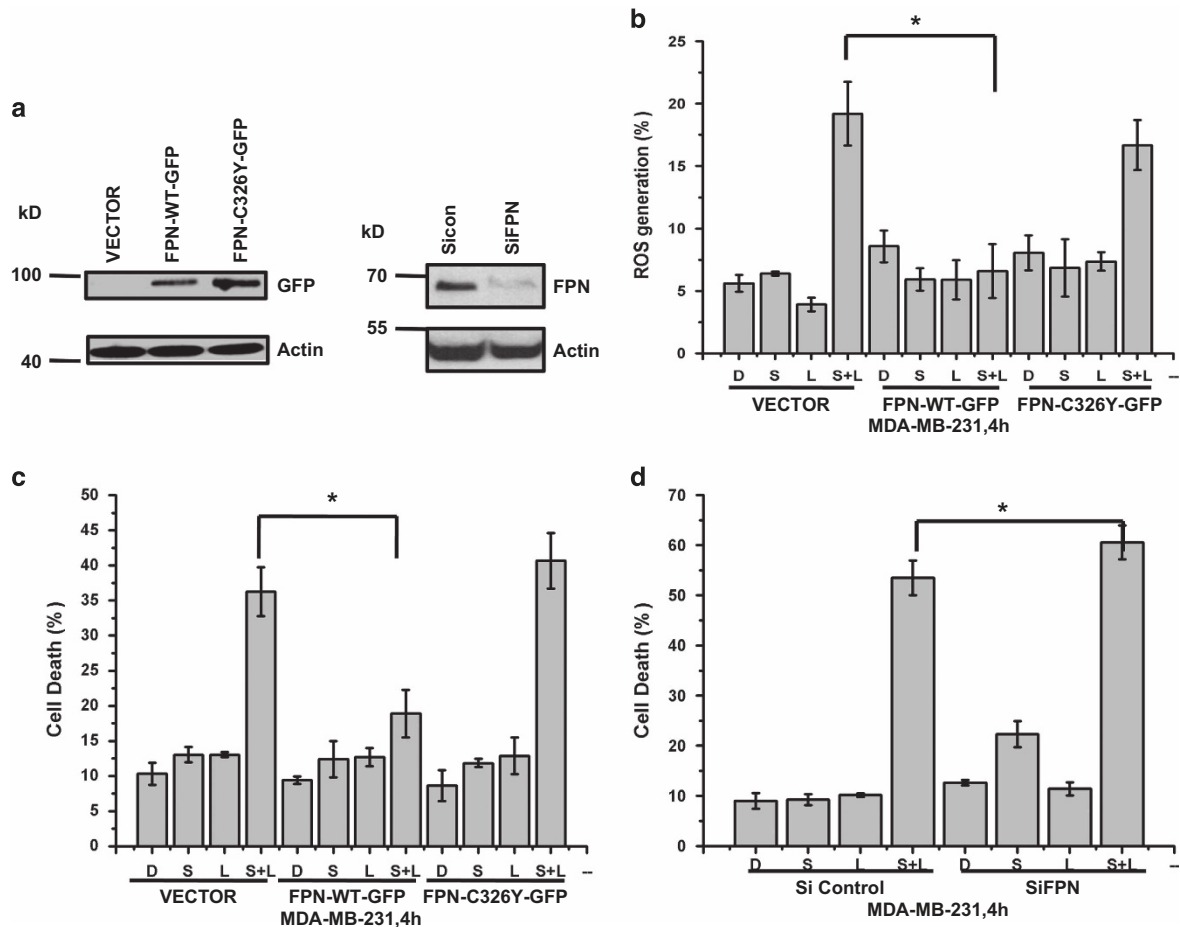 a
kD
VECTOR
FPN-WT-GFP
FPN-C326Y-GFP
100
GFP
40
Actin
kD
Sicon
SiFPN
70
FPN
55
Actin
b
*
ROS generation (%)
25
20
15
10
5
0
D S L S+L D S L S+L D S L S+L --
VECTOR FPN-WT-GFP FPN-C326Y-GFP
MDA-MB-231,4h
c
*
Cell Death (%)
50
45
40
35
30
25
20
15
10
5
0
D S L S+L D S L S+L D S L S+L --
VECTOR FPN-WT-GFP FPN-C326Y-GFP
MDA-MB-231,4h
d
*
Cell Death (%)
70
60
50
40
30
20
10
0
D S L S+L D S L S+L --
Si Control SiFPN
MDA-MB-231,4h